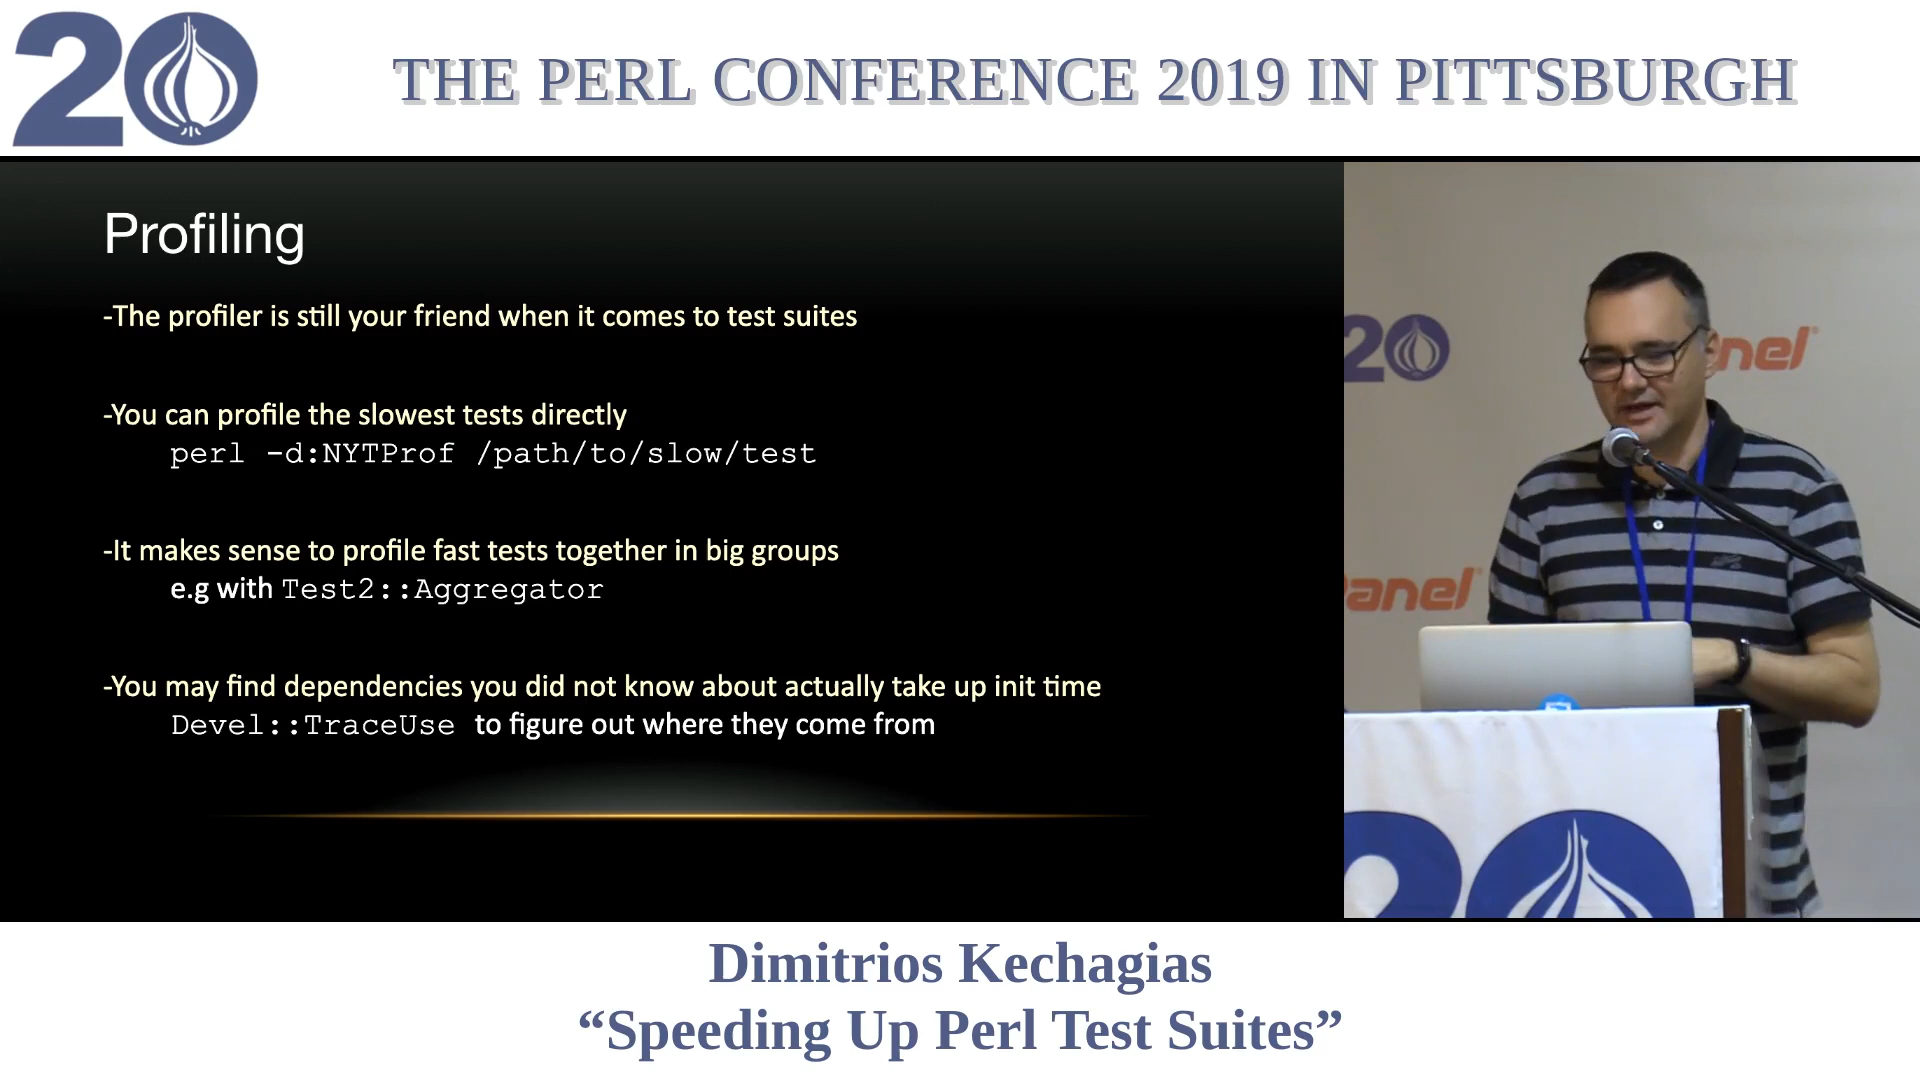 20
THE PERL CONFERENCE 2019 IN PITTSBURGH
Profiling
-The profiler is still your friend when it comes to test suites
-You can profile the slowest tests directly
perl -d:NYTProf /path/to/slow/test
-It makes sense to profile fast tests together in big groups
e.g with Test2::Aggregator
-You may find dependencies you did not know about actually take up init time
Devel::TraceUse to figure out where they come from
20
nel
anel
20
Dimitrios Kechagias
“Speeding Up Perl Test Suites”